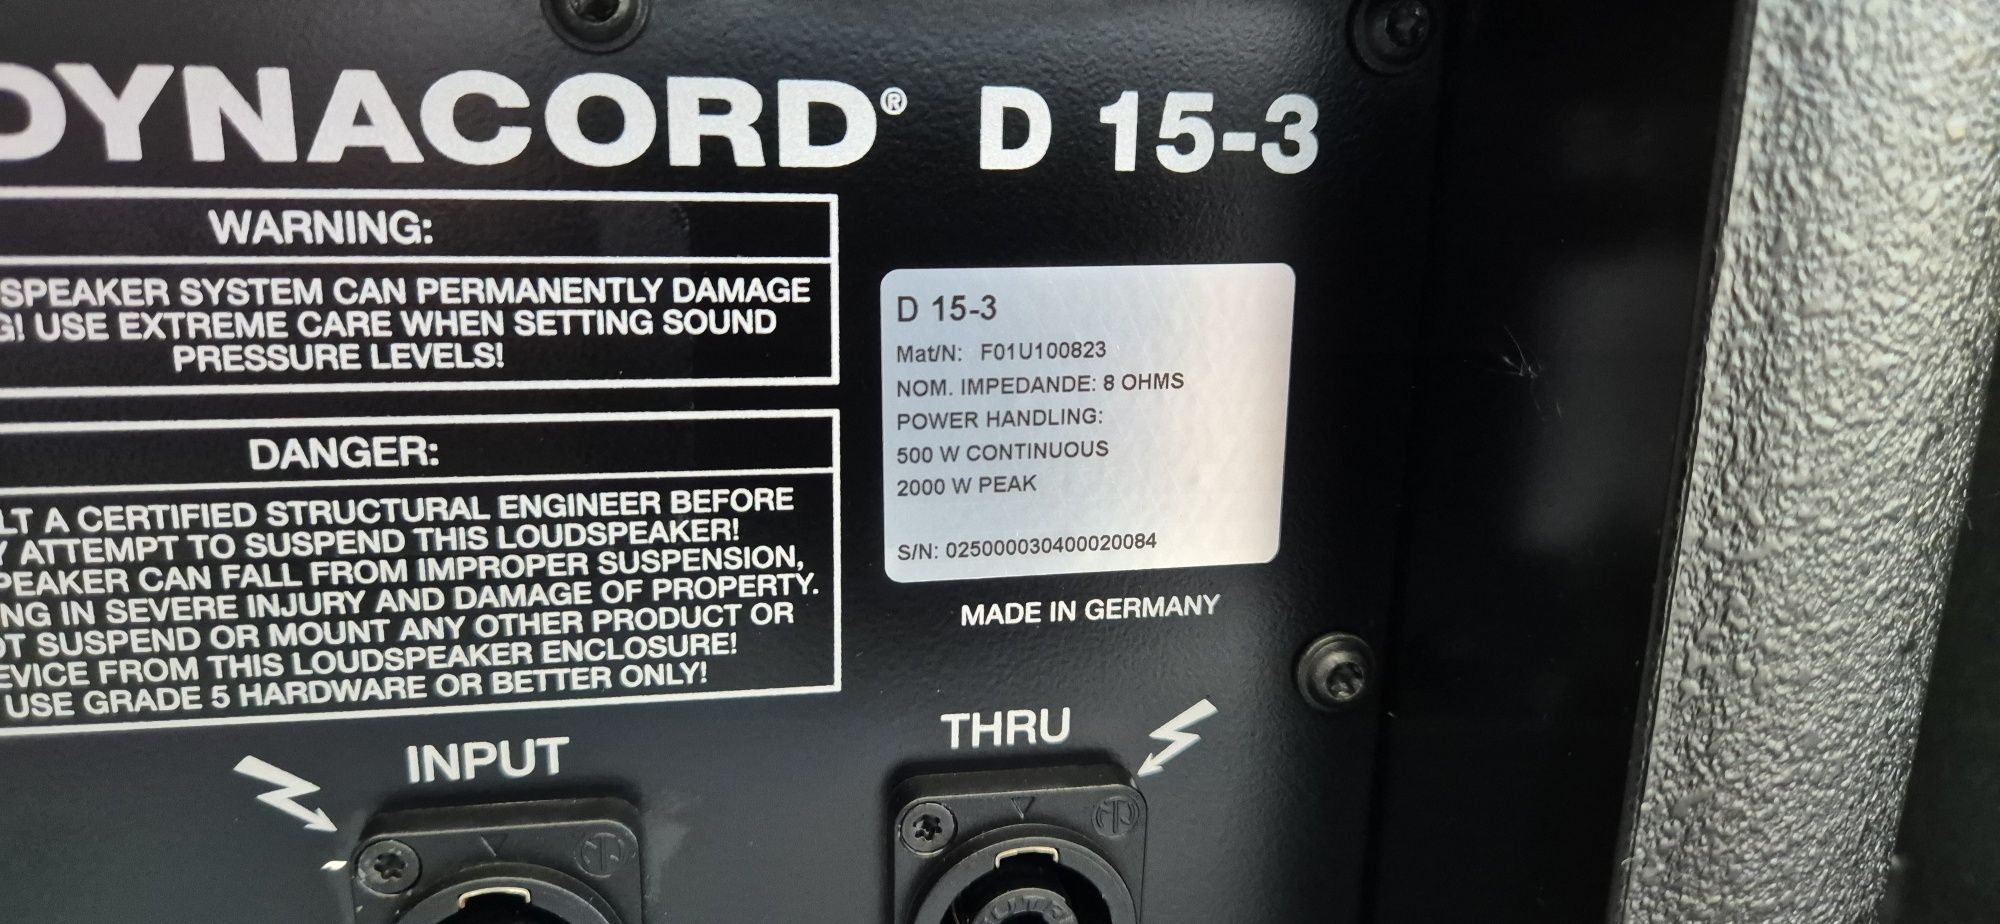 DYNACORD® D 15-3
WARNING:
SPEAKER SYSTEM CAN PERMANENTLY DAMAGE
G! USE EXTREME CARE WHEN SETTING SOUND
PRESSURE LEVELS!
DANGER:
LT A CERTIFIED STRUCTURAL ENGINEER BEFORE
Y ATTEMPT TO SUSPEND THIS LOUDSPEAKER!
PEAKER CAN FALL FROM IMPROPER SUSPENSION,
NG IN SEVERE INJURY AND DAMAGE OF PROPERTY.
OT SUSPEND OR MOUNT ANY OTHER PRODUCT OR
EVICE FROM THIS LOUDSPEAKER ENCLOSURE!
USE GRADE 5 HARDWARE OR BETTER ONLY!
D 15-3
Mat/N: F01U100823
NOM. IMPEDANDE: 8 OHMS
POWER HANDLING:
500 W CONTINUOUS
2000 W PEAK
S/N: 025000030400020084
MADE IN GERMANY
INPUT
THRU